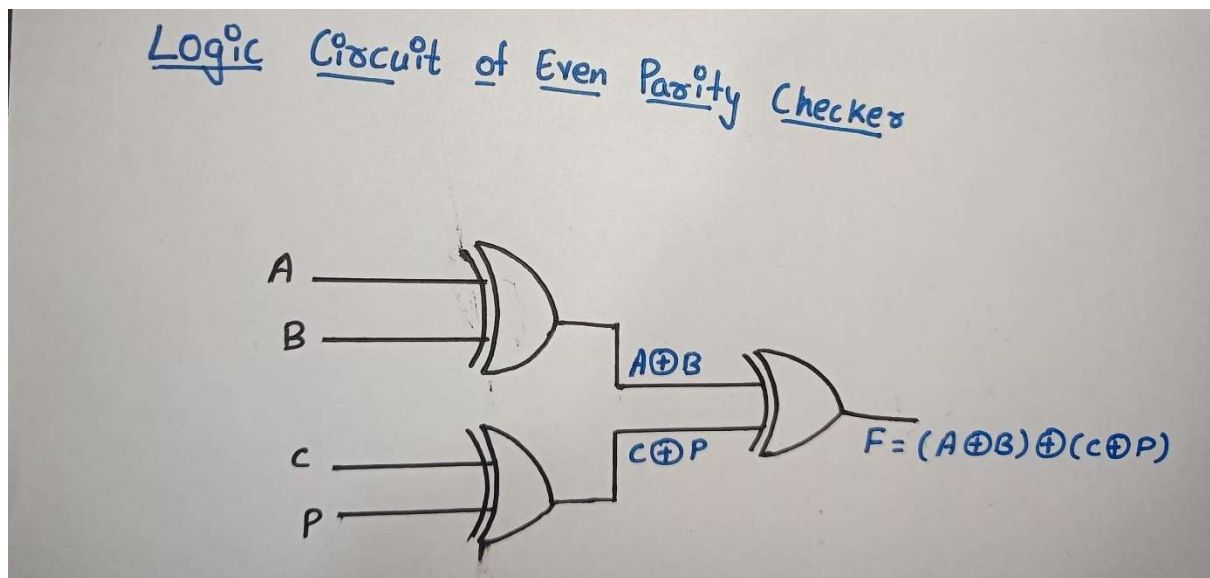 Logic Circuit of Even Parity Checker
A
B
A⊕B
C
P
C⊕P
F = (A⊕B)⊕(C⊕P)